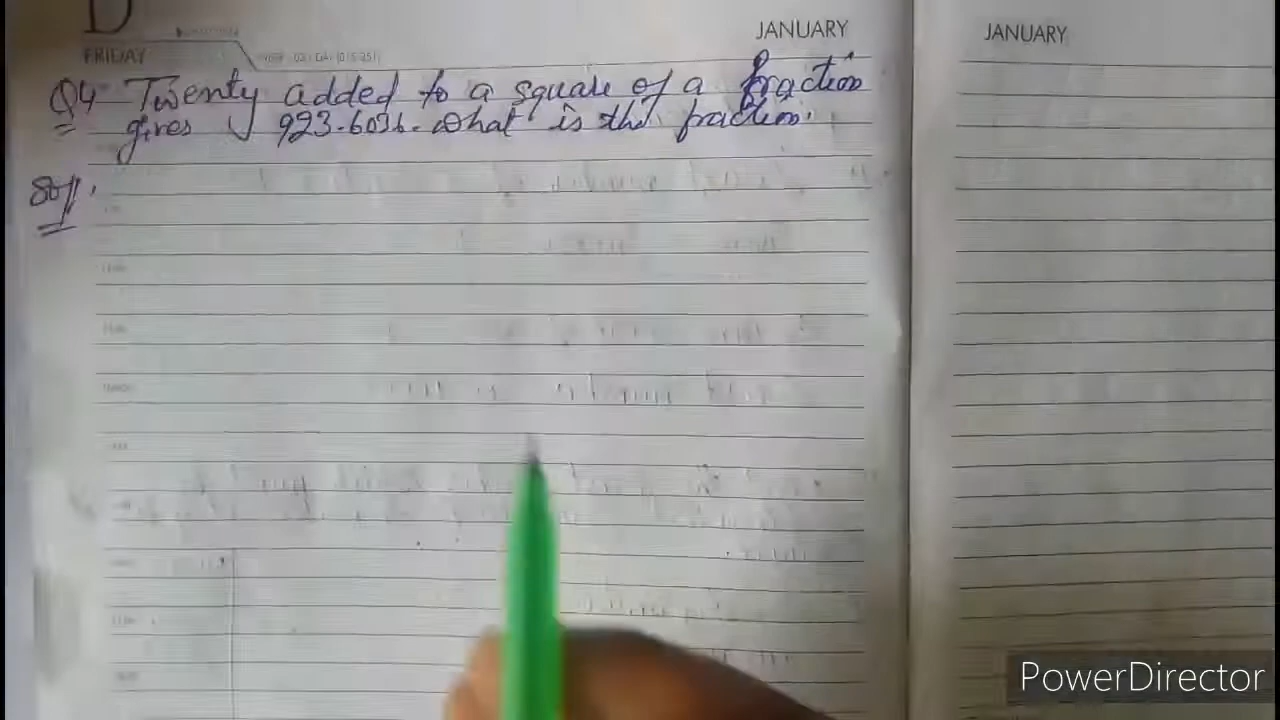 D
JANUARY
JANUARY
FRIDAY
Q4 Twenty added to a square of a fraction
gives 923.6036. What is the fraction.
Sol.
PowerDirector